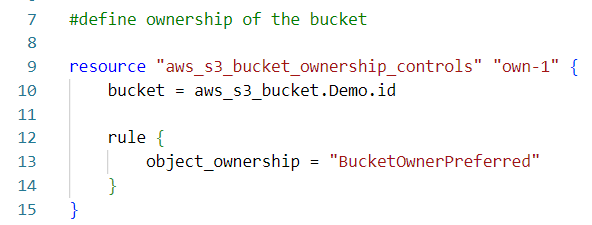 7 #define ownership of the bucket
8
9 resource "aws_s3_bucket_ownership_controls" "own-1" {
10 bucket = aws_s3_bucket.Demo.id
11
12 rule {
13 object_ownership = "BucketOwnerPreferred"
14 }
15 }